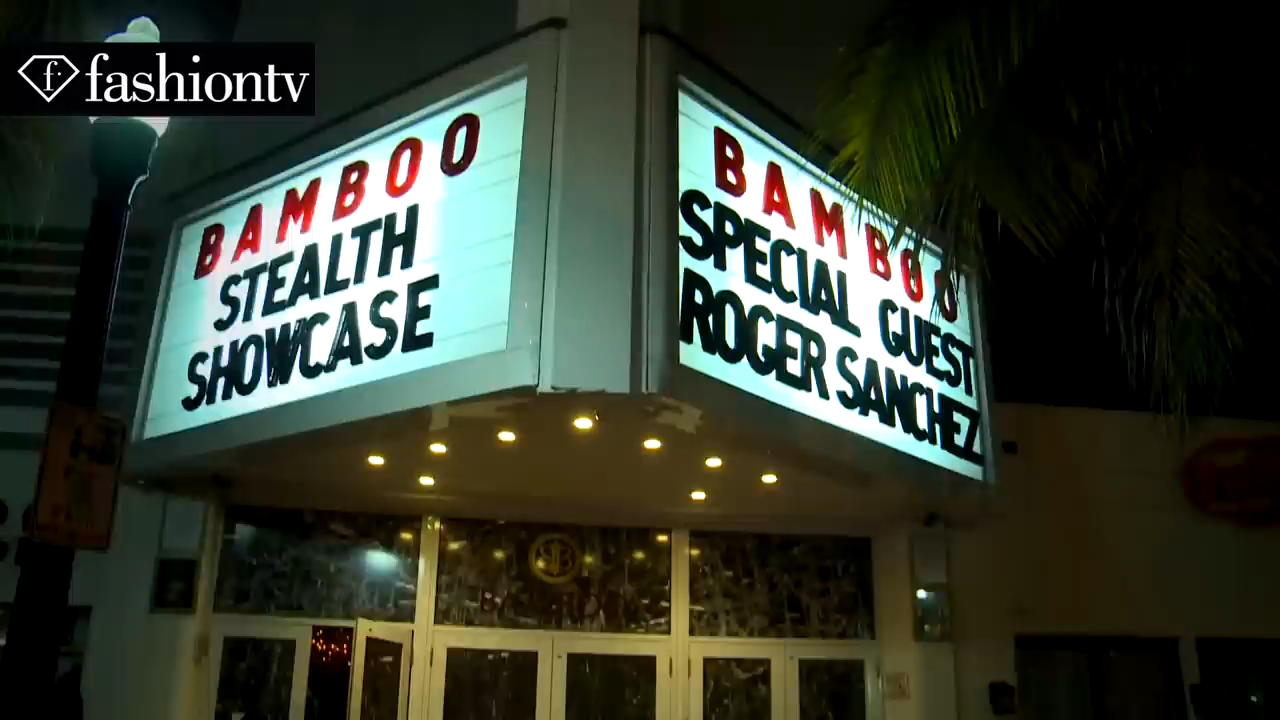 fashiontv
BAMBOO
STEALTH
SHOWCASE
BAMBOO
SPECIAL GUEST
ROGER SANCHEZ